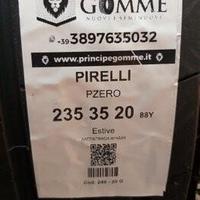 GOMME
NUOVI E SEMINUOVI
+39 3897635032
www.principegomme.it
PIRELLI
PZERO
235 35 20 88Y
Estive